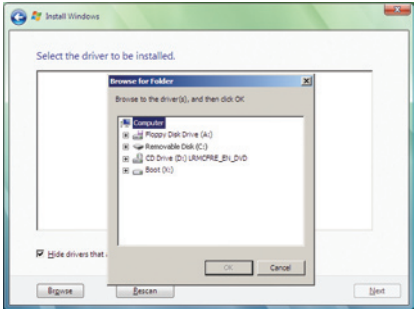 Install Windows
Select the driver to be installed.
Browse for Folder
Browse to the driver(s), and then click OK
Computer
Floppy Disk Drive (A:)
Removable Disk (C:)
CD Drive (D:) LRMCFRE_EN_DVD
Boot (X:)
Hide drivers that
OK
Cancel
Browse
Rescan
Next